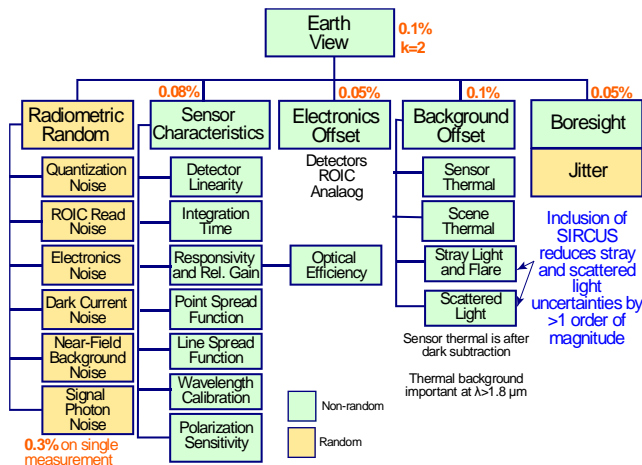 Earth
View
0.1%
k=2
0.08%
0.05%
0.1%
0.05%
Radiometric
Random
Quantization
Noise
ROIC Read
Noise
Electronics
Noise
Dark Current
Noise
Near-Field
Background
Noise
Signal
Photon
Noise
0.3% on single
measurement
Sensor
Characteristics
Detector
Linearity
Integration
Time
Responsivity
and Rel. Gain
Optical
Efficiency
Point Spread
Function
Line Spread
Function
Wavelength
Calibration
Polarization
Sensitivity
Electronics
Offset
Detectors
ROIC
Analaog
Background
Offset
Sensor
Thermal
Scene
Thermal
Stray Light
and Flare
Scattered
Light
Sensor thermal is after
dark subtraction
Thermal background
important at λ>1.8 µm
Boresight
Jitter
Inclusion of
SIRCUS
reduces stray
and scattered
light
uncertainties by
>1 order of
magnitude
Non-random
Random